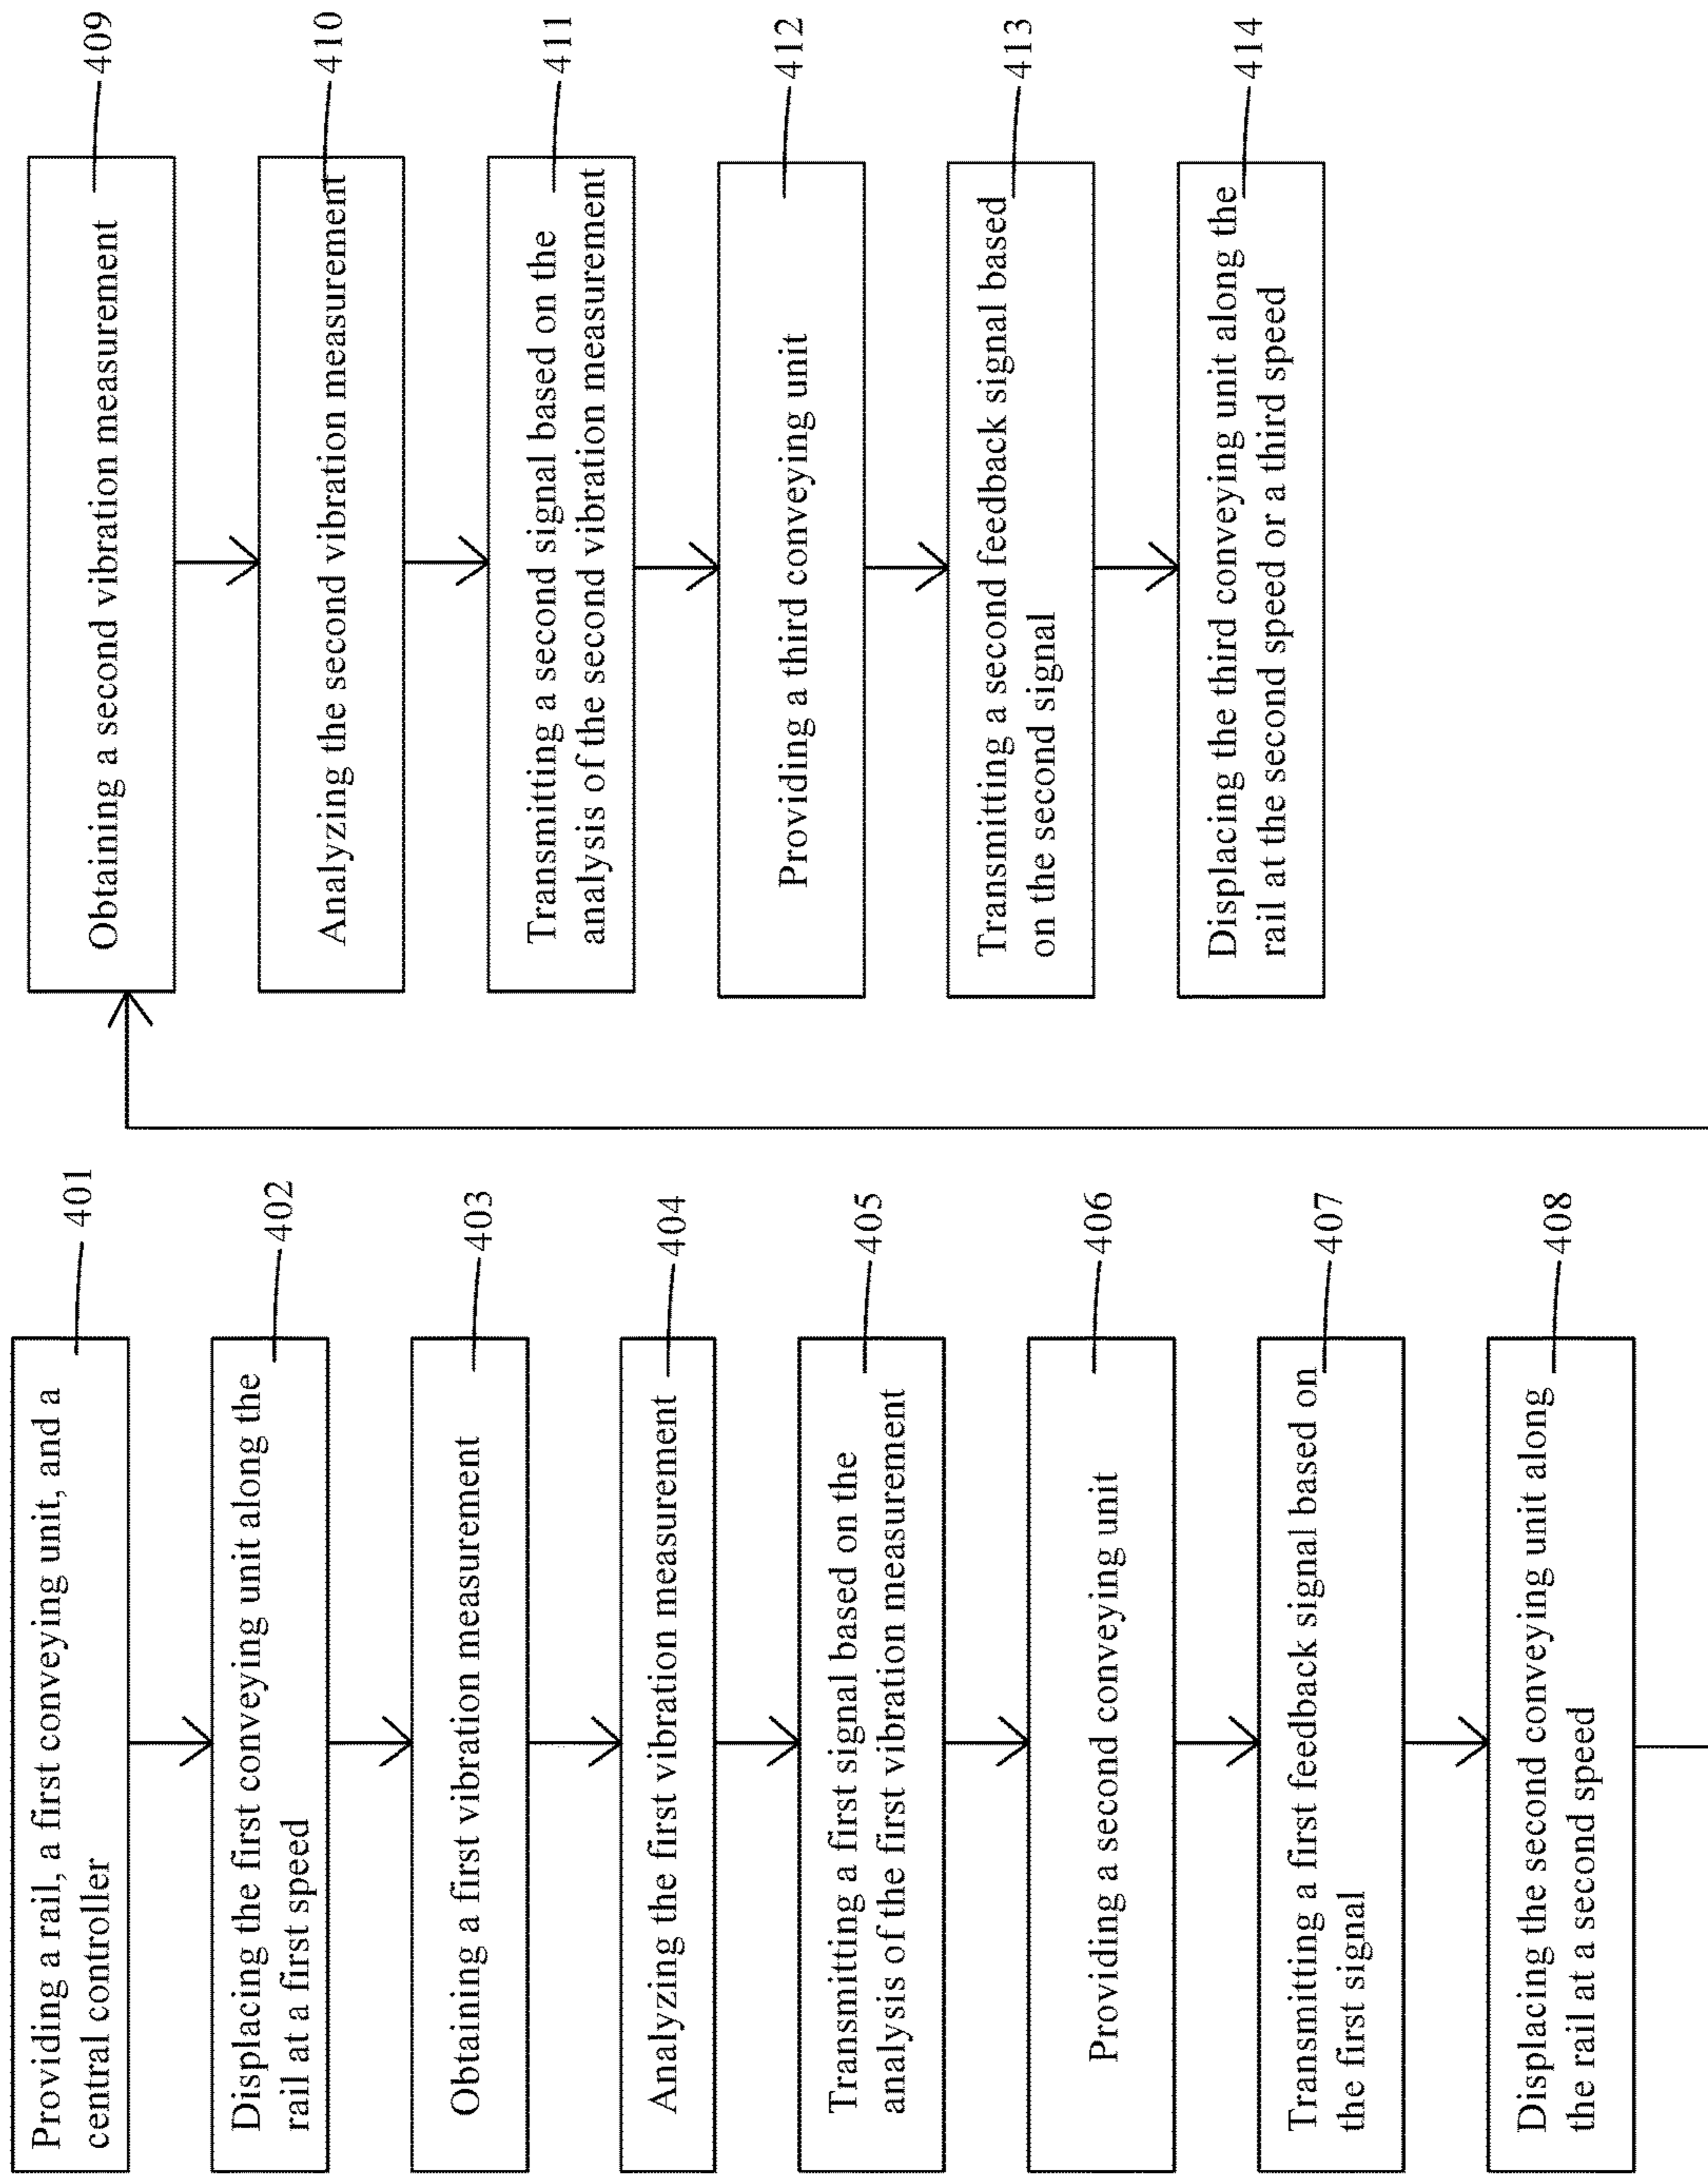 Providing a rail, a first conveying unit, and a
central controller
401
Displacing the first conveying unit along the
rail at a first speed
402
Obtaining a first vibration measurement
403
Analyzing the first vibration measurement
404
Transmitting a first signal based on the
analysis of the first vibration measurement
405
Providing a second conveying unit
406
Transmitting a first feedback signal based on
the first signal
407
Displacing the second conveying unit along
the rail at a second speed
408
Obtaining a second vibration measurement
409
Analyzing the second vibration measurement
410
Transmitting a second signal based on the
analysis of the second vibration measurement
411
Providing a third conveying unit
412
Transmitting a second feedback signal based
on the second signal
413
Displacing the third conveying unit along the
rail at the second speed or a third speed
414